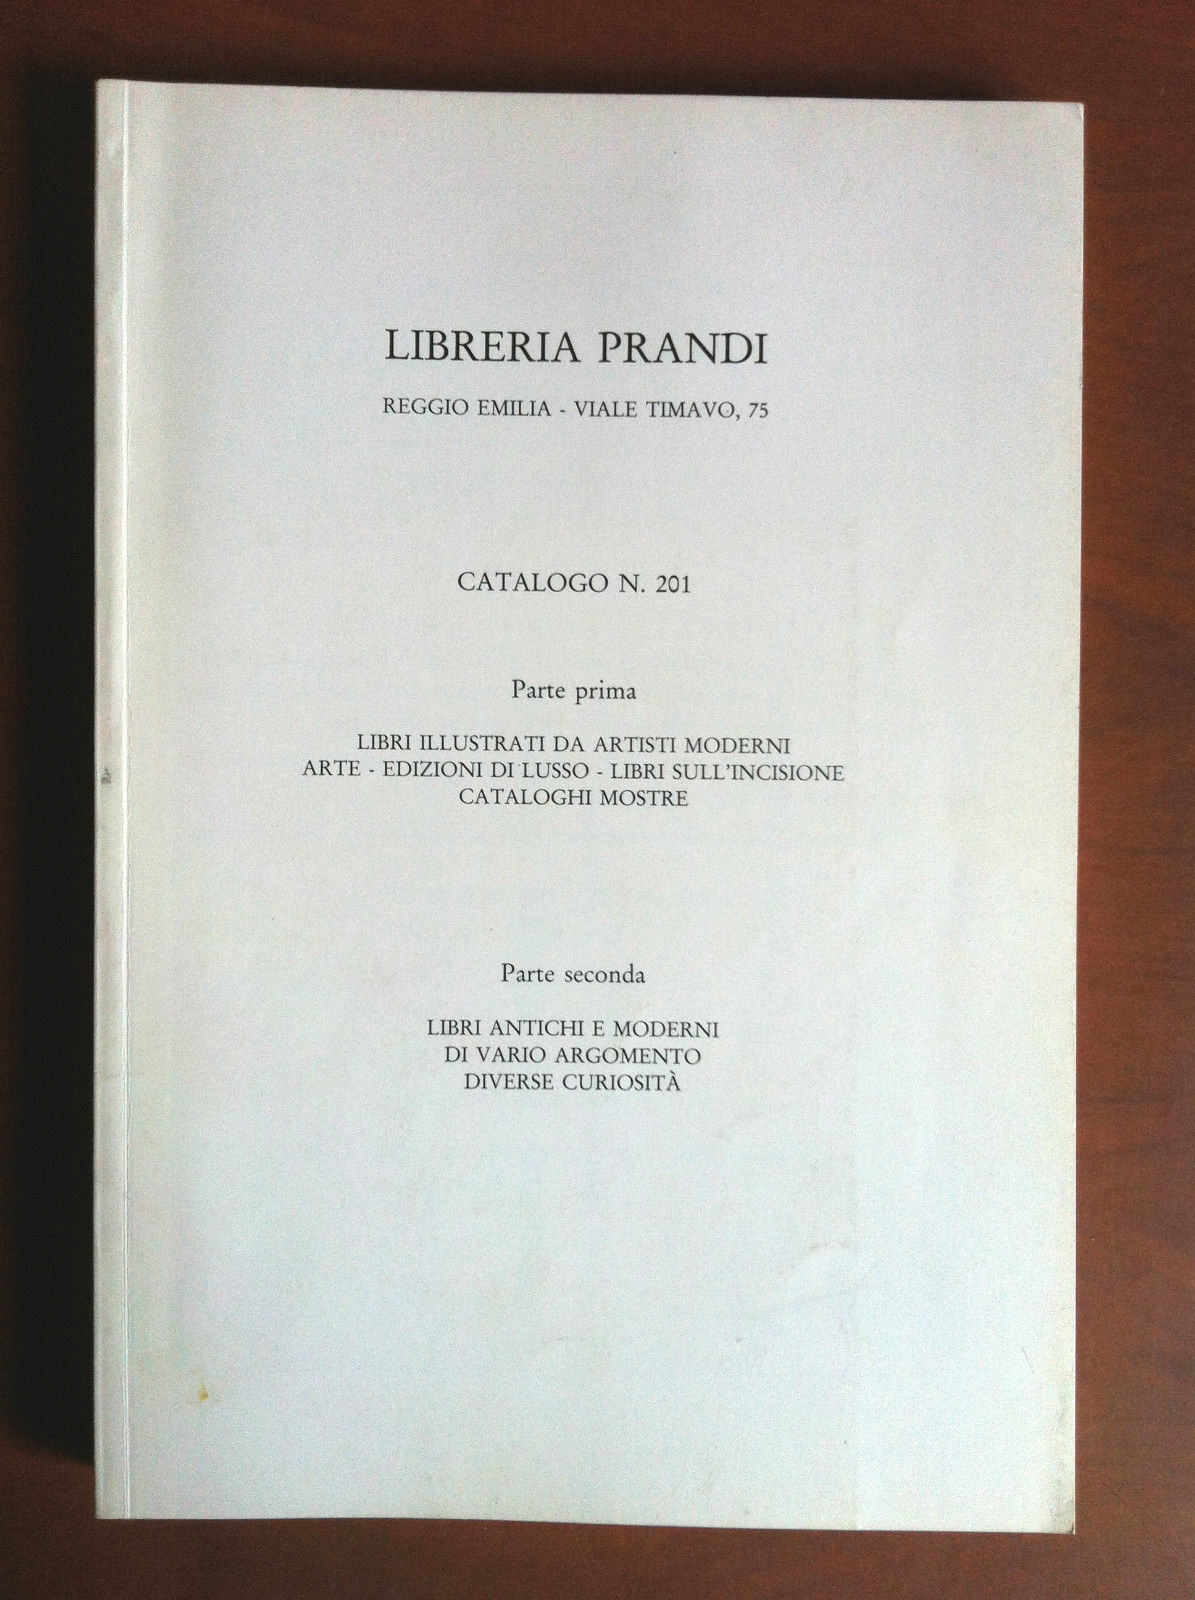 LIBRERIA PRANDI
REGGIO EMILIA - VIALE TIMAVO, 75
CATALOGO N. 201
Parte prima
LIBRI ILLUSTRATI DA ARTISTI MODERNI
ARTE - EDIZIONI DI LUSSO - LIBRI SULL'INCISIONE
CATALOGHI MOSTRE
Parte seconda
LIBRI ANTICHI E MODERNI
DI VARIO ARGOMENTO
DIVERSE CURIOSITÀ